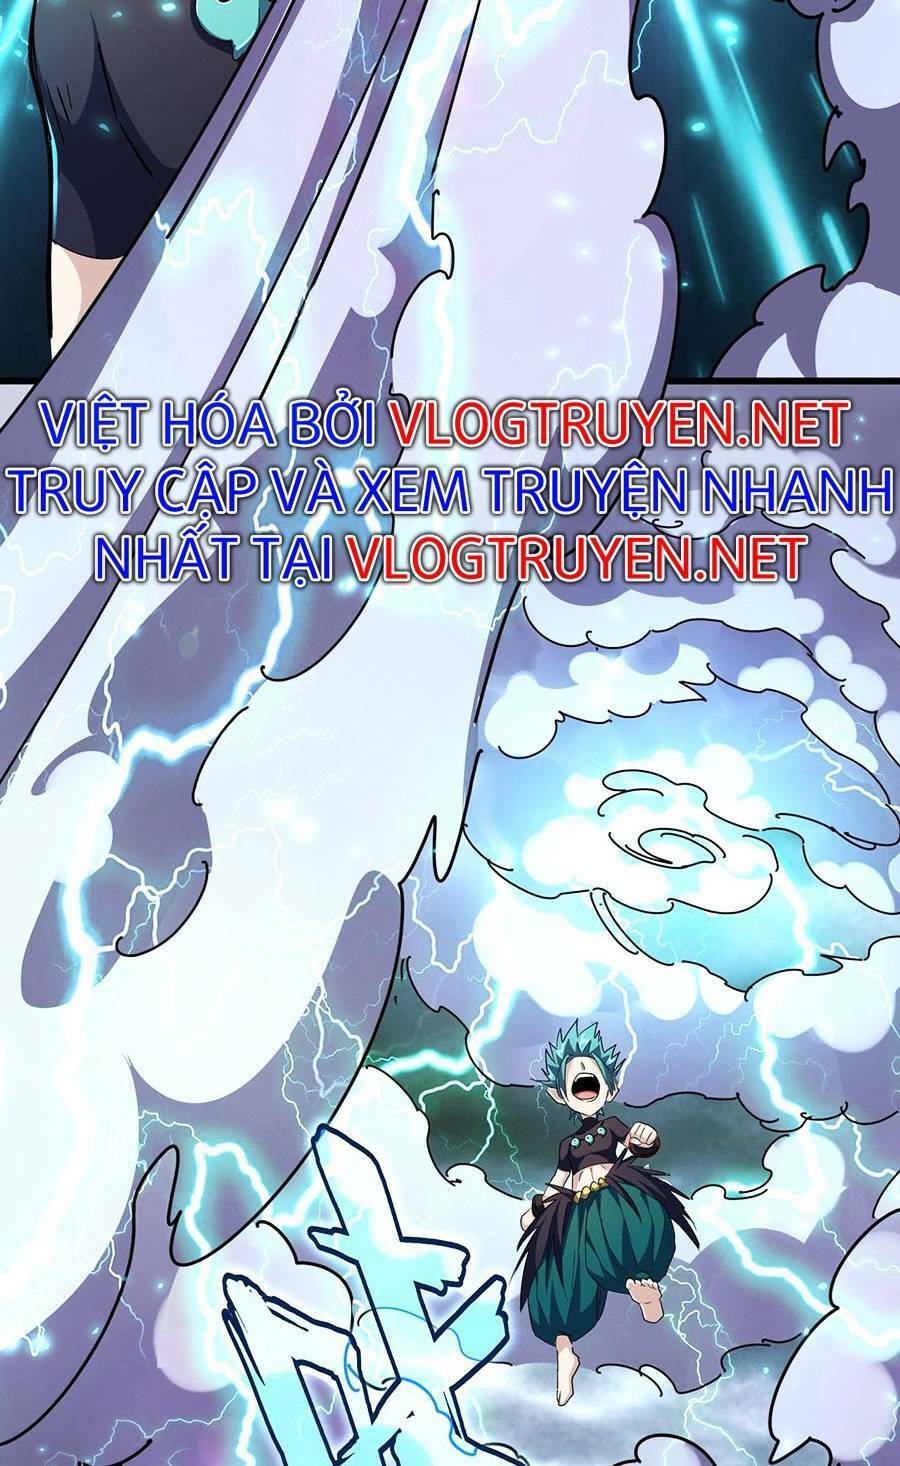 VIỆT HÓA BỞI VLOGTRUYEN.NET
TRUY CẬP VÀ XEM TRUYỆN NHANH
NHẤT TẠI VLOGTRUYEN.NET